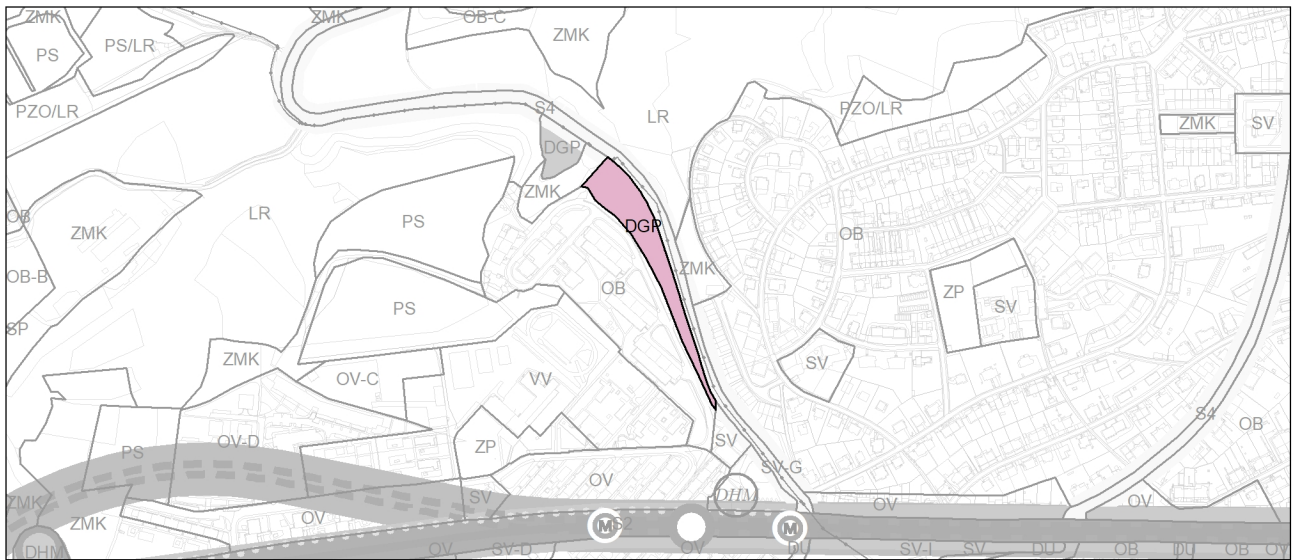 ZMK
ZMK
OB-C
ZMK
PS
PS/LR
PZO/LR
S4
LR
PZO/LR
ZMK
SV
DGP
ZMK
OB
ZMK
LR
PS
DGP
OB
OB-B
ZMK
OB
ZP
SV
PS
SP
ZMK
OV-C
VV
SV
S4
OB
PS
OV-D
ZP
SV
SV-G
OV
ZMK
ZMK
OV
SV
DHM
OV
OV
M
S2
M
DHM
OV
SV-D
OV
DU
SV-I
SV
DU
OB
DU
OB
OV